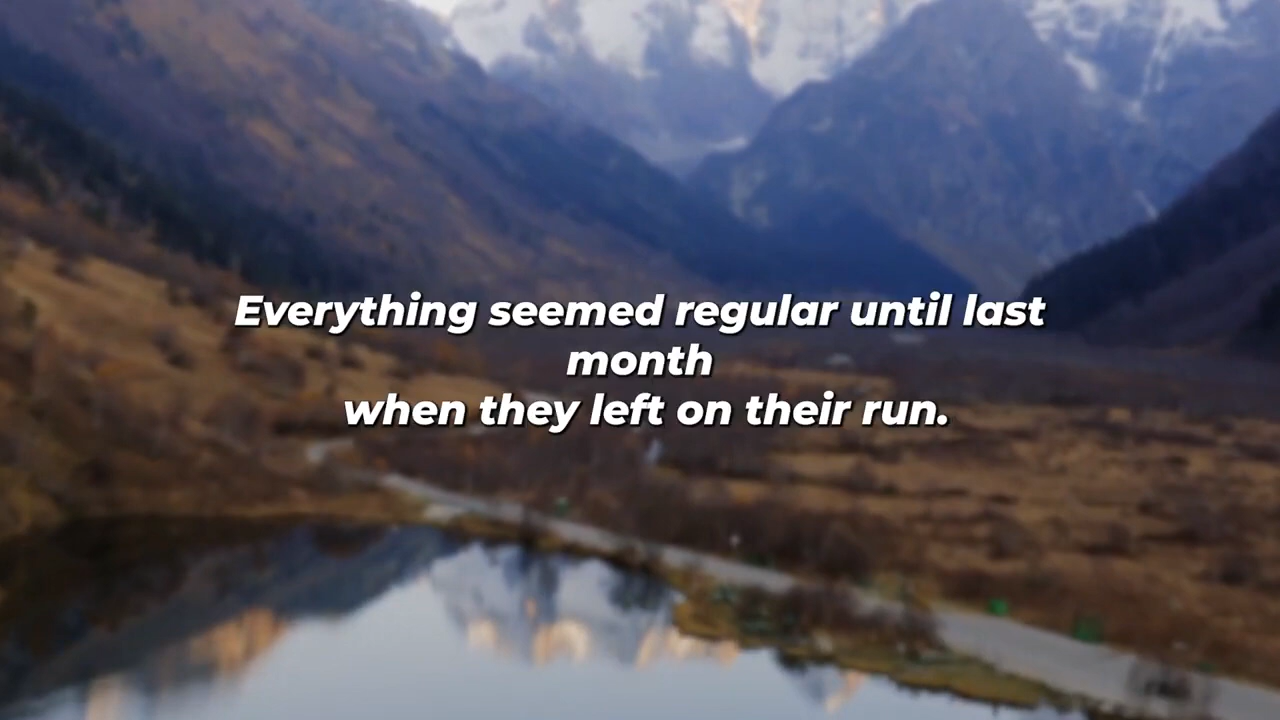 Everything seemed regular until last
month
when they left on their run.